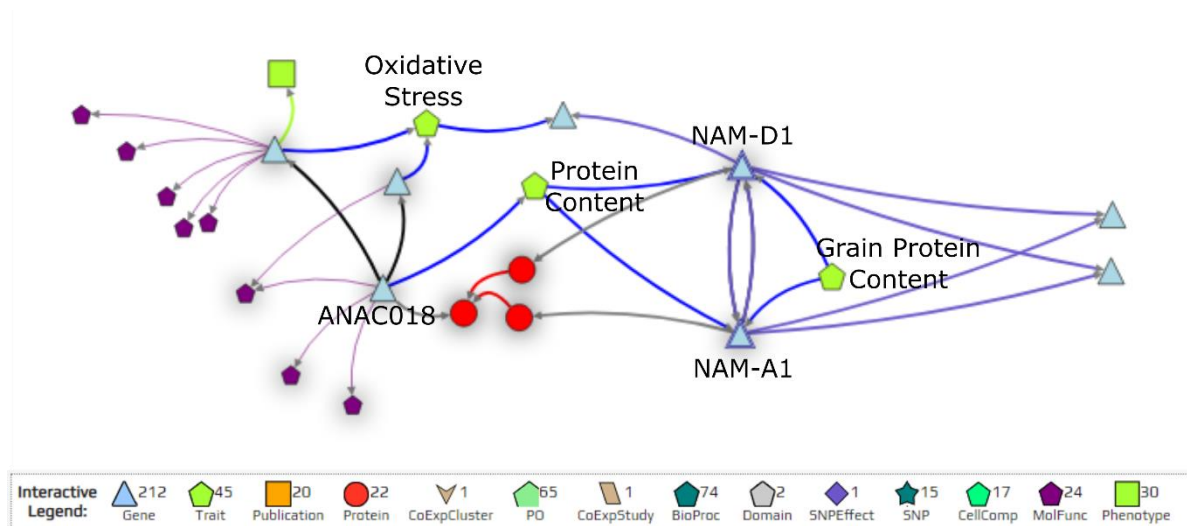 Oxidative
Stress
NAM-D1
Protein
Content
Grain Protein
Content
ANAC018
NAM-A1
Interactive
Legend:
212
Gene
45
Trait
20
Publication
22
Protein
1
CoExpCluster
65
PO
1
CoExpStudy
74
BioProc
2
Domain
1
SNPEffect
15
SNP
17
CellComp
24
MolFunc
30
Phenotype